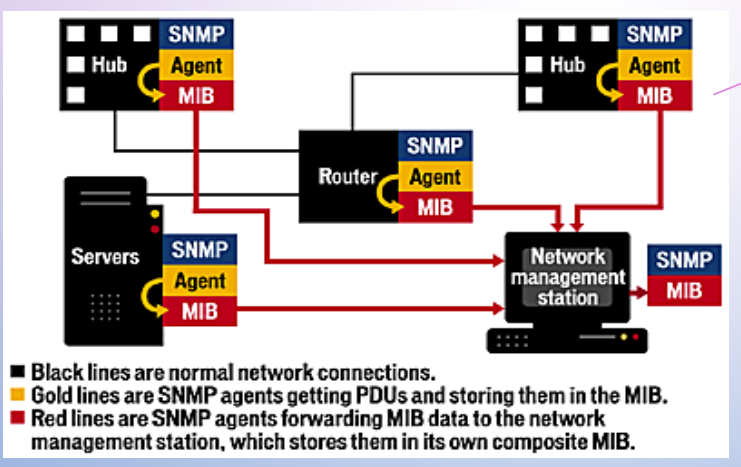 SNMP
Hub
Agent
MIB
SNMP
Hub
Agent
MIB
SNMP
Router
Agent
MIB
SNMP
Servers
Agent
MIB
Network
management
station
SNMP
MIB
Black lines are normal network connections.
Gold lines are SNMP agents getting PDUs and storing them in the MIB.
Red lines are SNMP agents forwarding MIB data to the network
management station, which stores them in its own composite MIB.